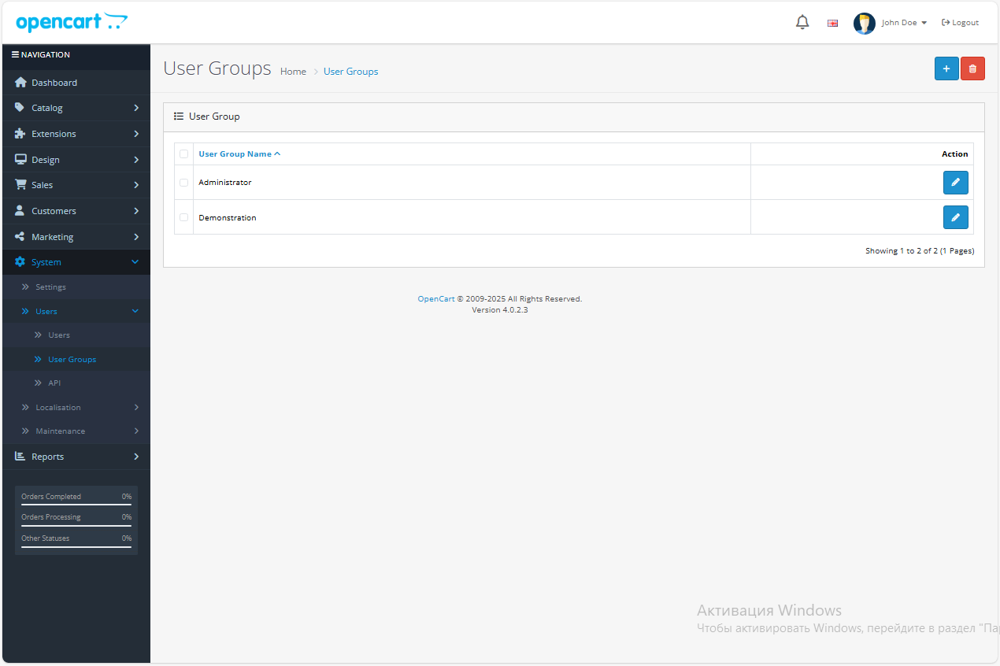 opencart
John Doe
Logout
NAVIGATION
Dashboard
Catalog
Extensions
Design
Sales
Customers
Marketing
System
Settings
Users
Users
User Groups
API
Localisation
Maintenance
Reports
Orders Completed 0%
Orders Processing 0%
Other Statuses 0%
User Groups
Home > User Groups
User Group
User Group Name Action
Administrator
Demonstration
Showing 1 to 2 of 2 (1 Pages)
OpenCart © 2009-2025 All Rights Reserved.
Version 4.0.2.3
Активация Windows
Чтобы активировать Windows, перейдите в раздел "Па